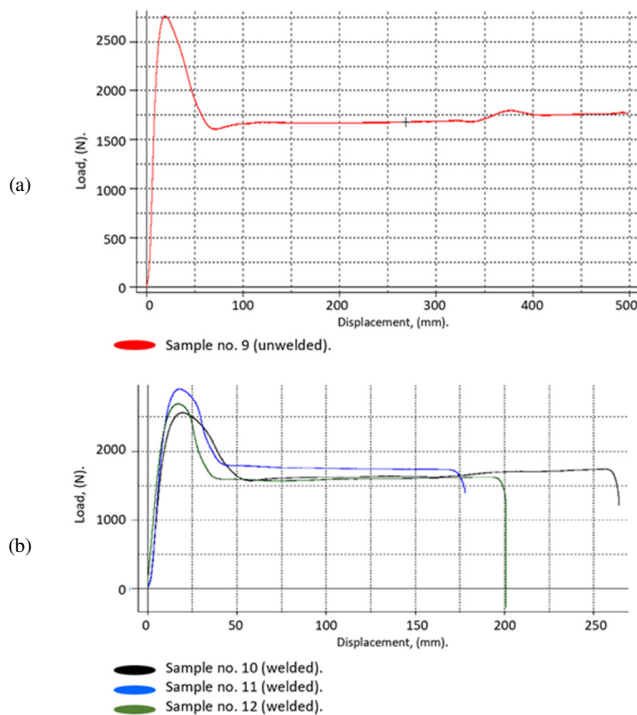 (a)
Load, (N).
2500
2000
1500
1000
500
0
0 100 200 300 400 500
Displacement, (mm).
Sample no. 9 (unwelded).
(b)
Load, (N).
2000
1000
0
0 50 100 150 200 250
Displacement, (mm).
Sample no. 10 (welded).
Sample no. 11 (welded).
Sample no. 12 (welded).